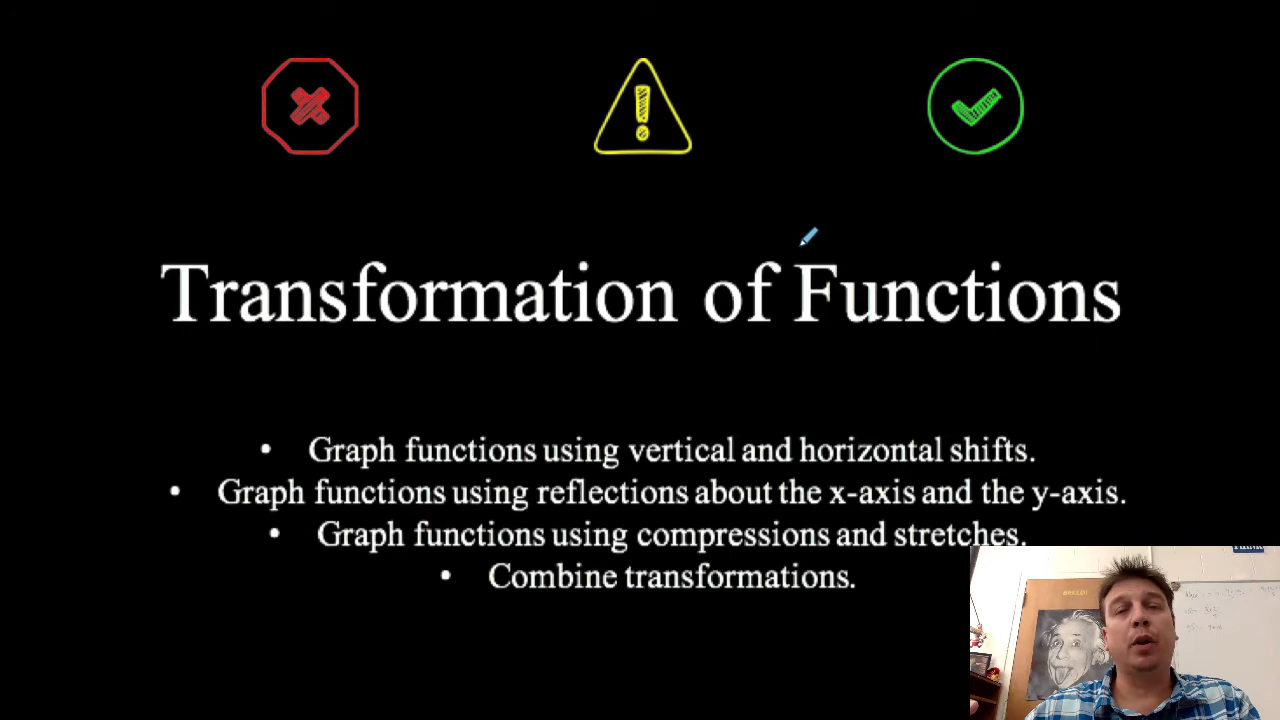 Transformation of Functions
• Graph functions using vertical and horizontal shifts.
• Graph functions using reflections about the x-axis and the y-axis.
• Graph functions using compressions and stretches.
• Combine transformations.